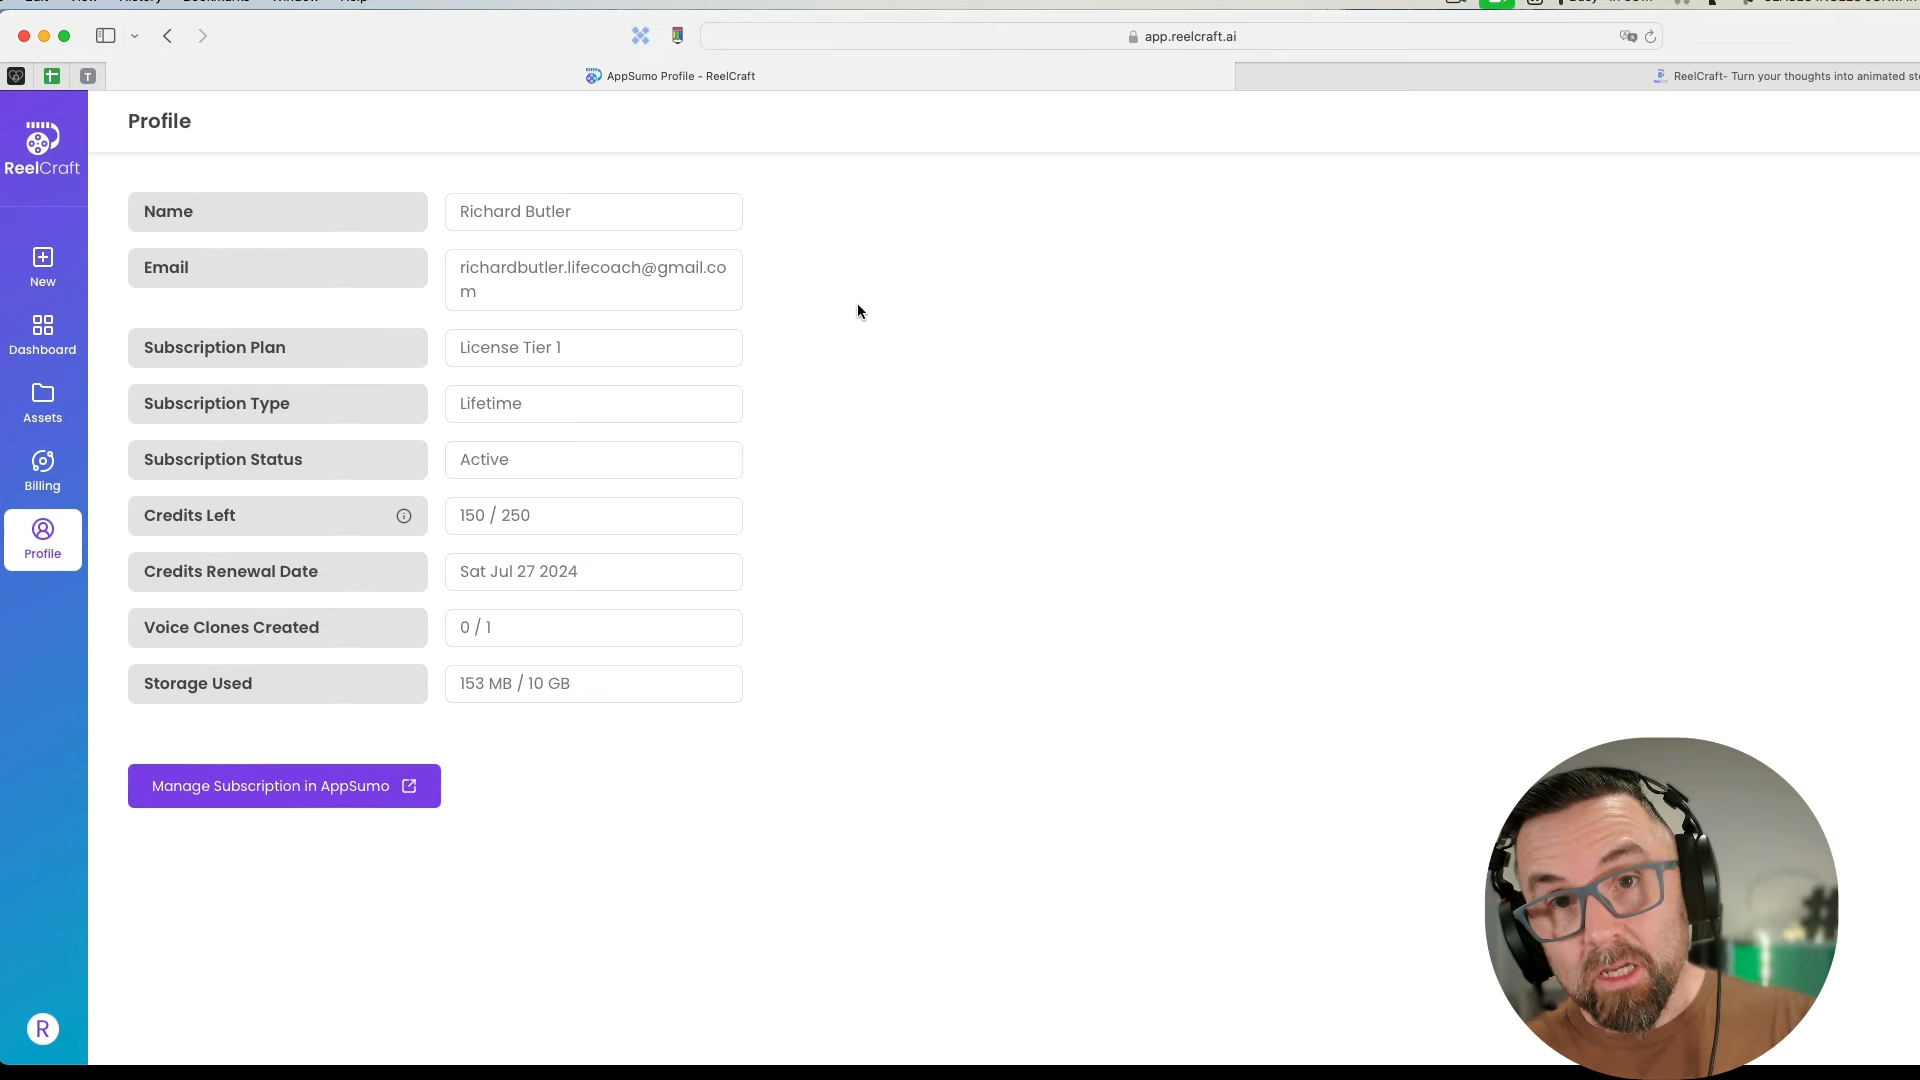 app.reelcraft.ai
T
AppSumo Profile - ReelCraft
ReelCraft- Turn your thoughts into animated st
ReelCraft
Profile
Name
Richard Butler
Email
richardbutler.lifecoach@gmail.co
m
Subscription Plan
License Tier 1
Subscription Type
Lifetime
Subscription Status
Active
Credits Left
150 / 250
Credits Renewal Date
Sat Jul 27 2024
Voice Clones Created
0 / 1
Storage Used
153 MB / 10 GB
Manage Subscription in AppSumo
New
Dashboard
Assets
Billing
Profile
R